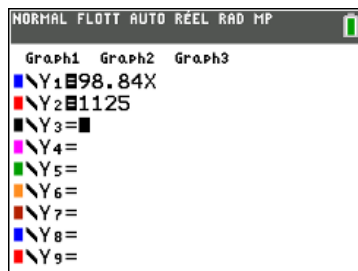 NORMAL FLOTT AUTO RÉEL RAD MP
Graph1 Graph2 Graph3
\Y1=98.84X
\Y2=1125
\Y3=
\Y4=
\Y5=
\Y6=
\Y7=
\Y8=
\Y9=